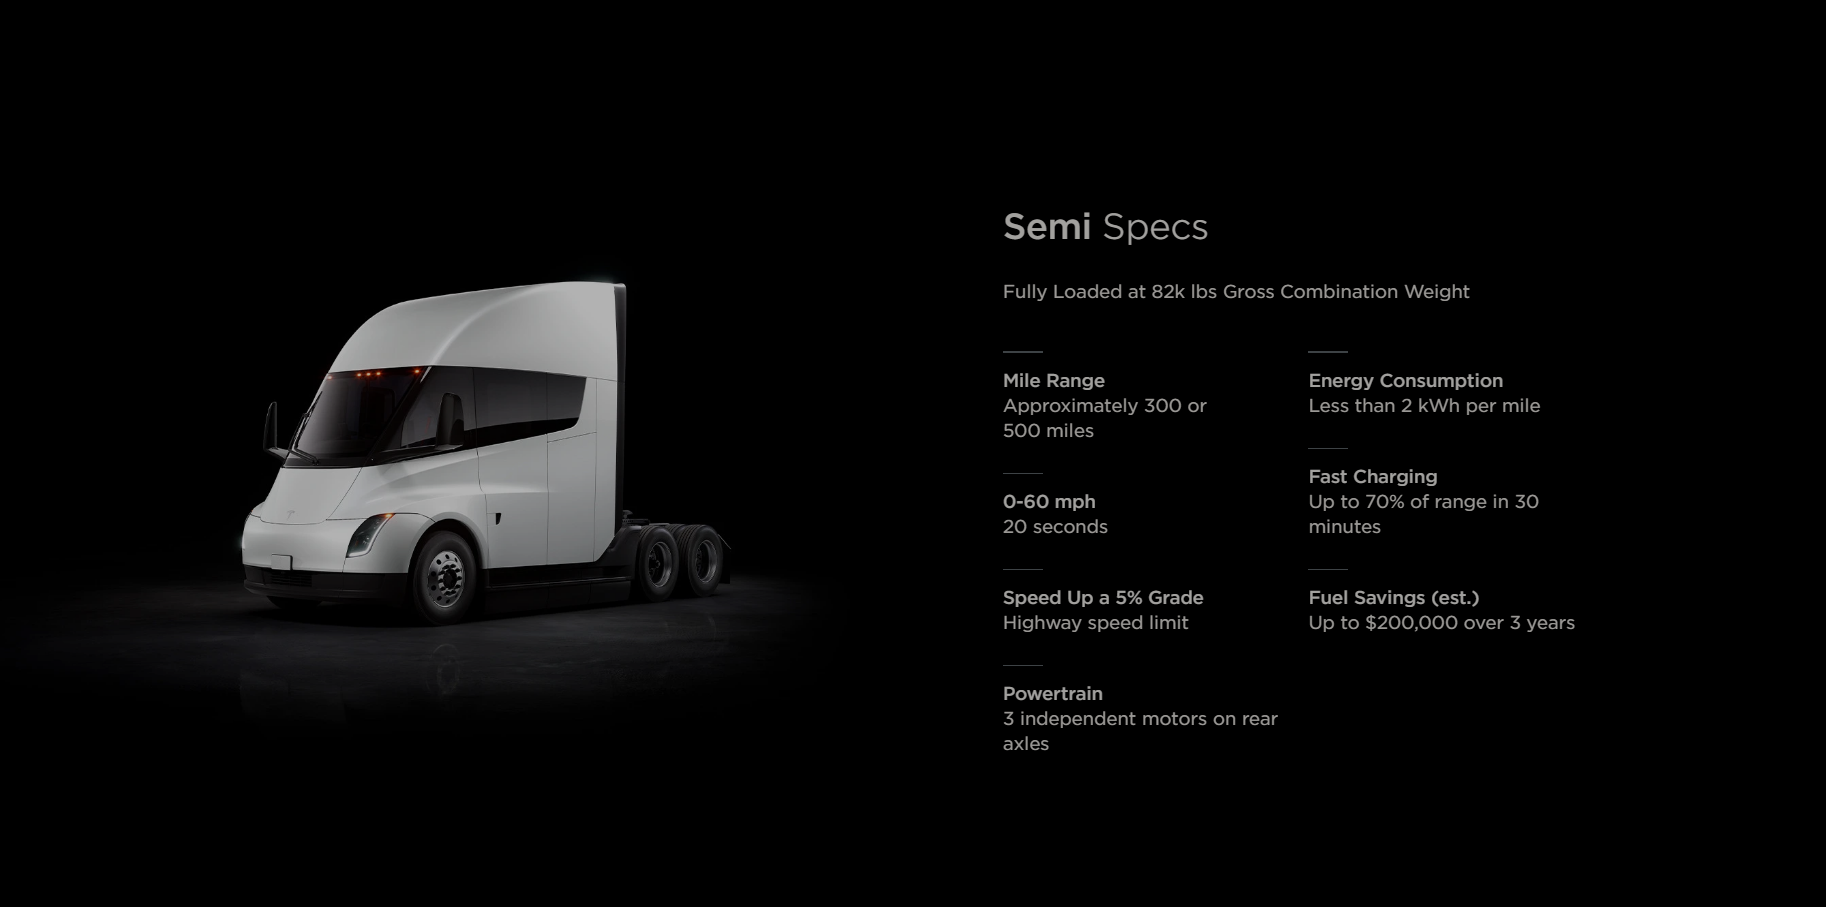 Semi Specs
Fully Loaded at 82k lbs Gross Combination Weight
Mile Range
Approximately 300 or
500 miles
0-60 mph
20 seconds
Speed Up a 5% Grade
Highway speed limit
Powertrain
3 independent motors on rear
axles
Energy Consumption
Less than 2 kWh per mile
Fast Charging
Up to 70% of range in 30
minutes
Fuel Savings (est.)
Up to $200,000 over 3 years